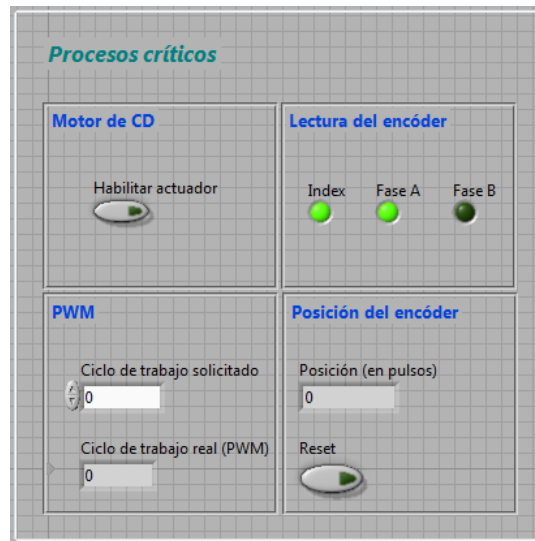 Procesos críticos
Motor de CD
Habilitar actuador
Lectura del encóder
Index Fase A Fase B
PWM
Ciclo de trabajo solicitado
0
Ciclo de trabajo real (PWM)
0
Posición del encóder
Posición (en pulsos)
0
Reset